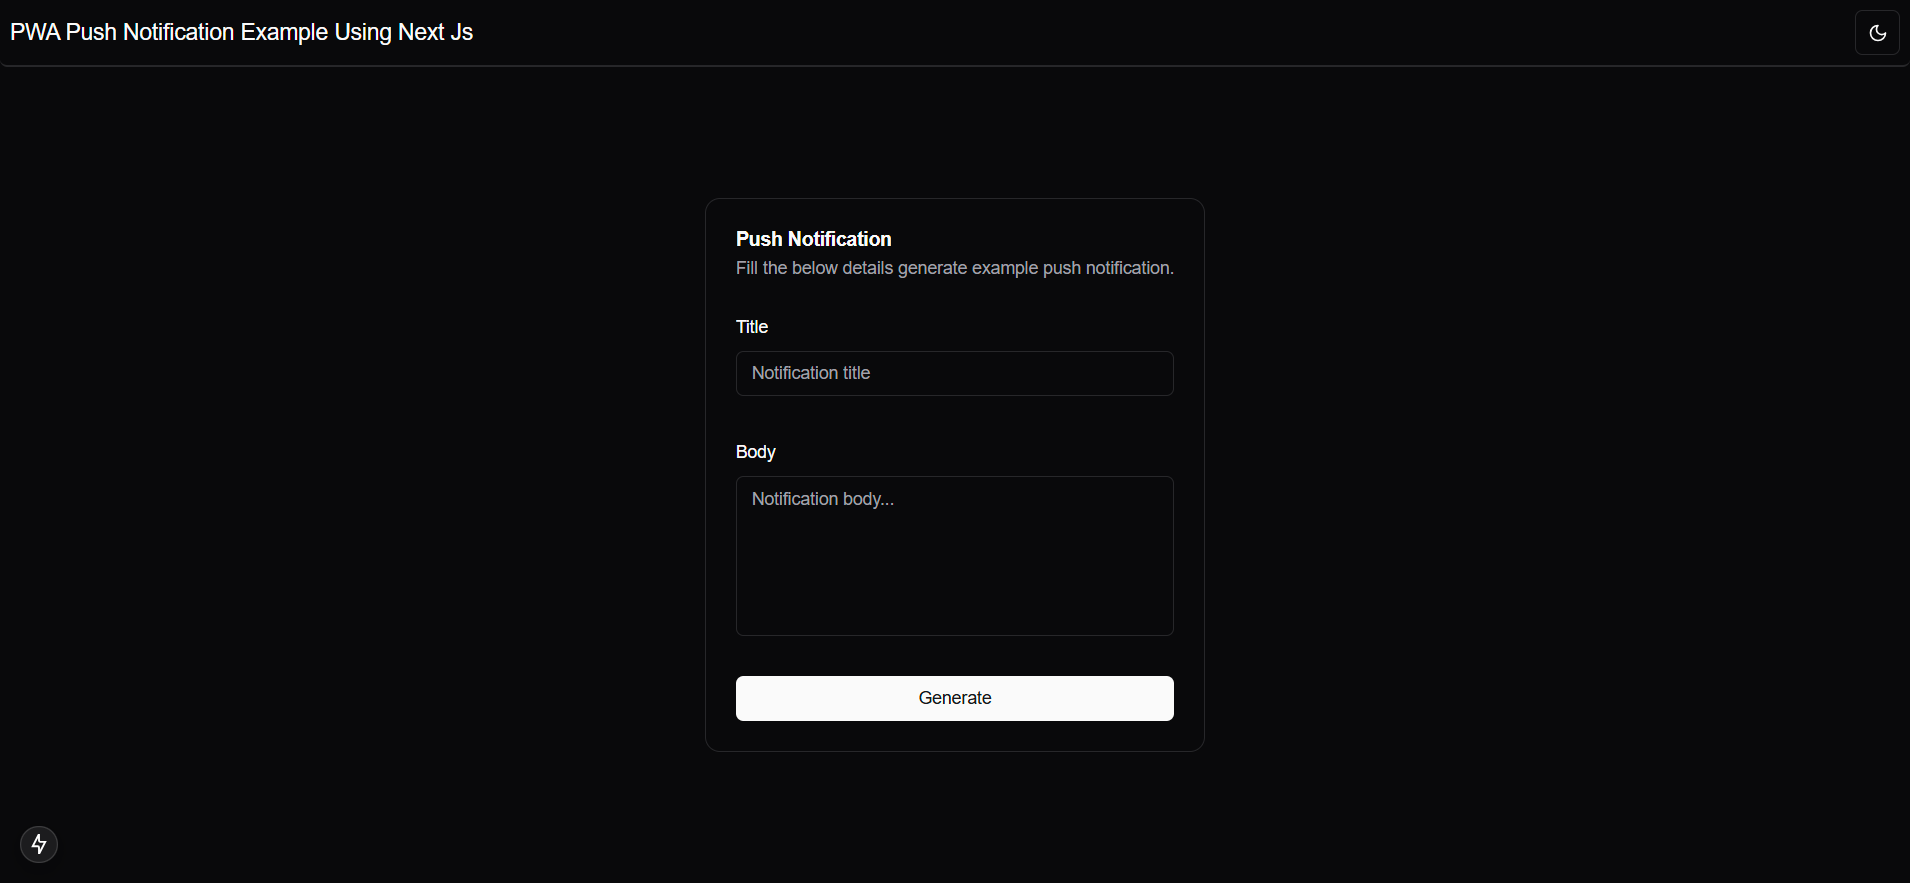 PWA Push Notification Example Using Next Js
Push Notification
Fill the below details generate example push notification.
Title
Notification title
Body
Notification body...
Generate